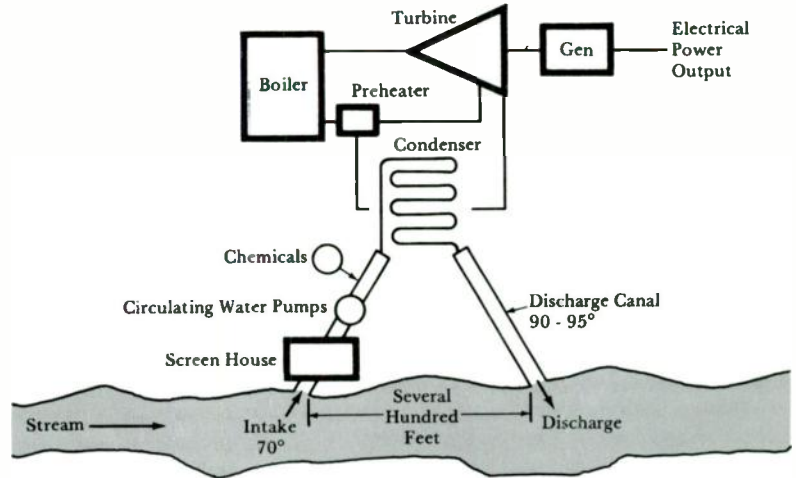 Turbine
Electrical
Power
Output
Gen
Boiler
Preheater
Condenser
Chemicals
Circulating Water Pumps
Discharge Canal
90 - 95°
Screen House
Several
Hundred
Feet
Stream
Intake
70°
Discharge